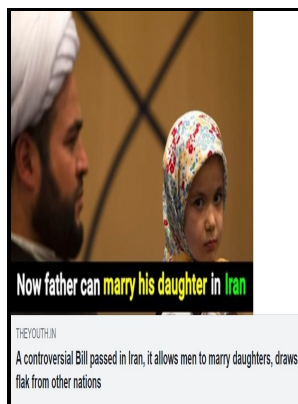 Now father can marry his daughter in Iran
THEYOUTH.IN
A controversial Bill passed in Iran, it allows men to marry daughters, draws
flak from other nations